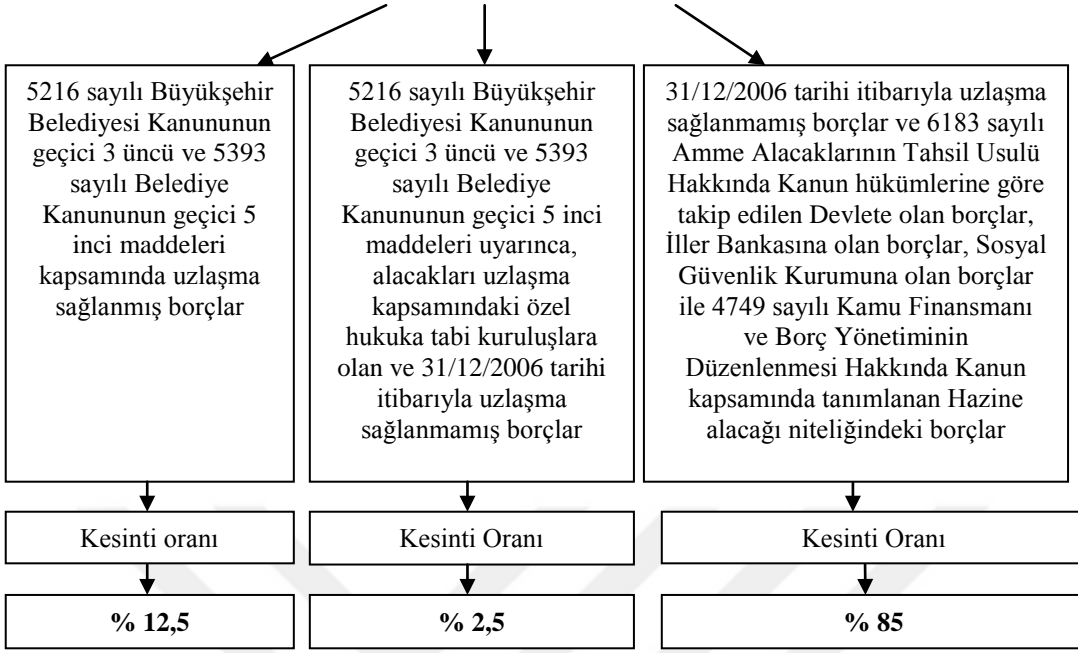 5216 sayılı Büyükşehir
Belediyesi Kanununun
geçici 3 üncü ve 5393
sayılı Belediye
Kanununun geçici 5
inci maddeleri
kapsamında uzlaşma
sağlanmış borçlar
5216 sayılı Büyükşehir
Belediyesi Kanununun
geçici 3 üncü ve 5393
sayılı Belediye
Kanununun geçici 5 inci
maddeleri uyarınca,
alacakları uzlaşma
kapsamındaki özel
hukuka tabi kuruluşlara
olan ve 31/12/2006 tarihi
itibarıyla uzlaşma
sağlanmamış borçlar
31/12/2006 tarihi itibarıyla uzlaşma
sağlanmamış borçlar ve 6183 sayılı
Amme Alacaklarının Tahsil Usulü
Hakkında Kanun hükümlerine göre
takip edilen Devlete olan borçlar,
İller Bankasına olan borçlar, Sosyal
Güvenlik Kurumuna olan borçlar
ile 4749 sayılı Kamu Finansmanı
ve Borç Yönetiminin
Düzenlenmesi Hakkında Kanun
kapsamında tanımlanan Hazine
alacağı niteliğindeki borçlar
Kesinti oranı
Kesinti Oranı
Kesinti Oranı
% 12,5
% 2,5
% 85